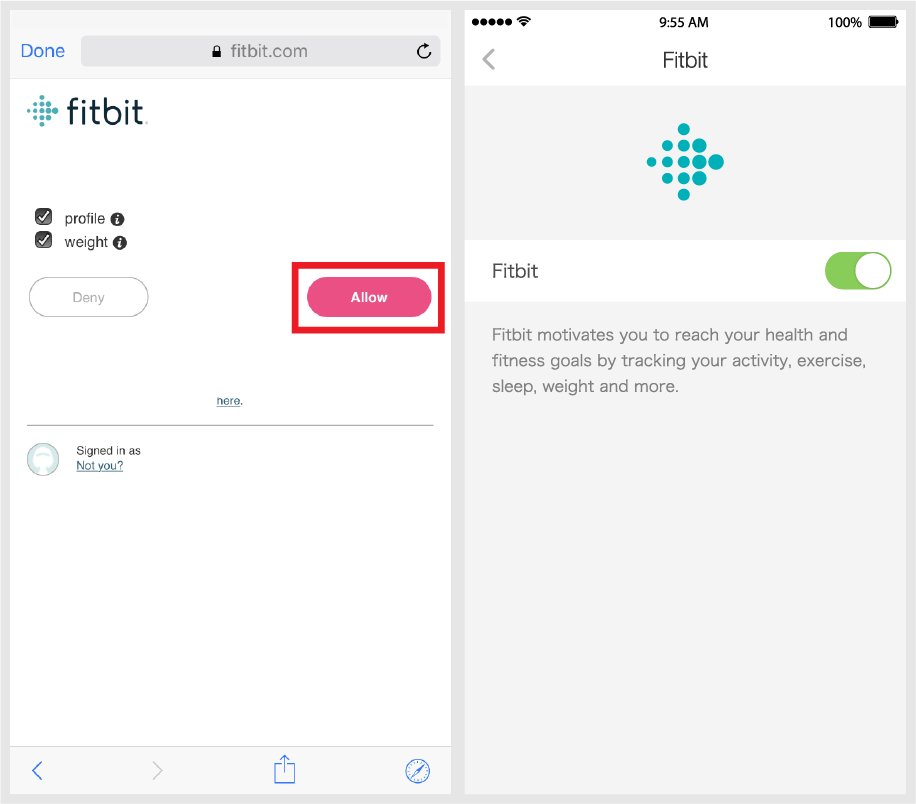 Done
fitbit.com
fitbit.
profile
weight
Deny
Allow
here.
Signed in as
Not you?
9:55 AM
100%
Fitbit
Fitbit
Fitbit motivates you to reach your health and
fitness goals by tracking your activity, exercise,
sleep, weight and more.